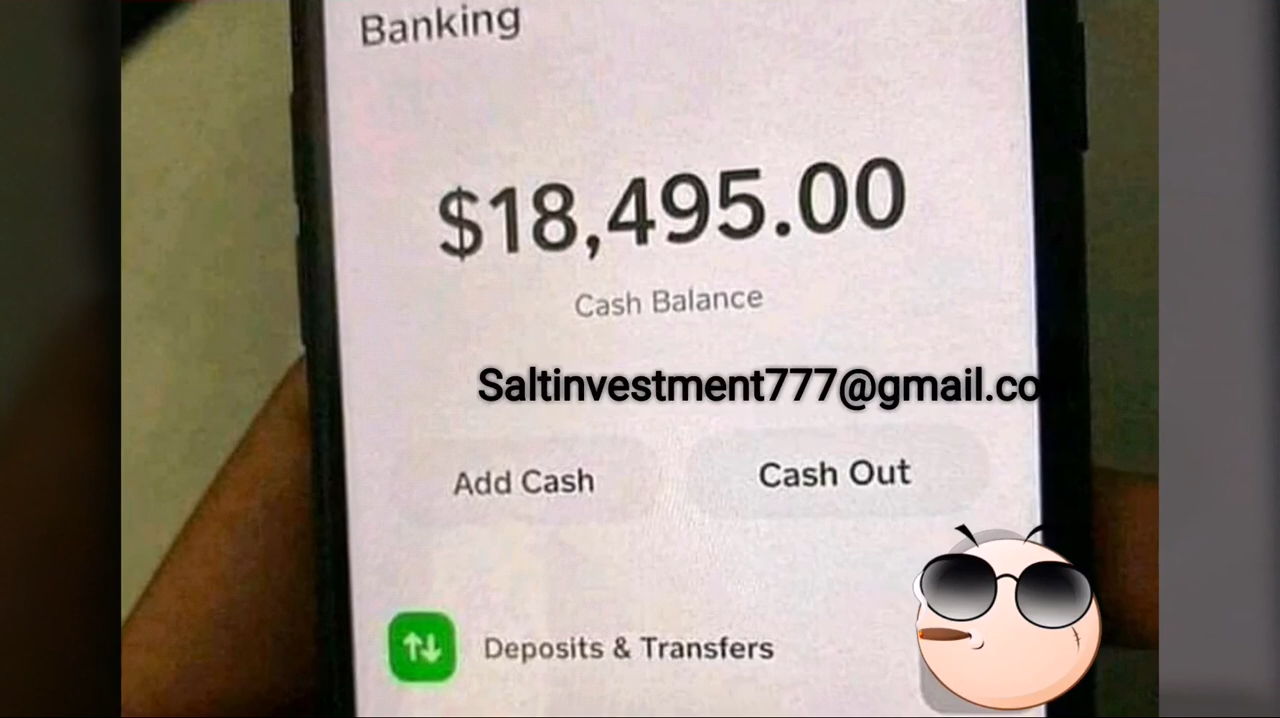 Banking
$18,495.00
Cash Balance
Saltinvestment777@gmail.co
Add Cash
Cash Out
Deposits & Transfers